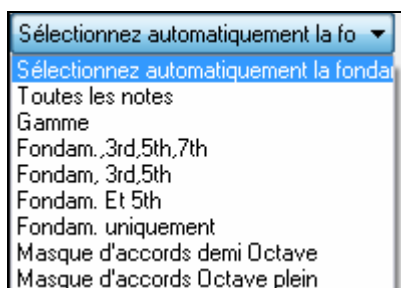 Sélectionnez automatiquement la fo
Sélectionnez automatiquement la fondar
Toutes les notes
Gamme
Fondam.,3rd,5th,7th
Fondam, 3rd,5th
Fondam. Et 5th
Fondam. uniquement
Masque d'accords demi Octave
Masque d'accords Octave plein